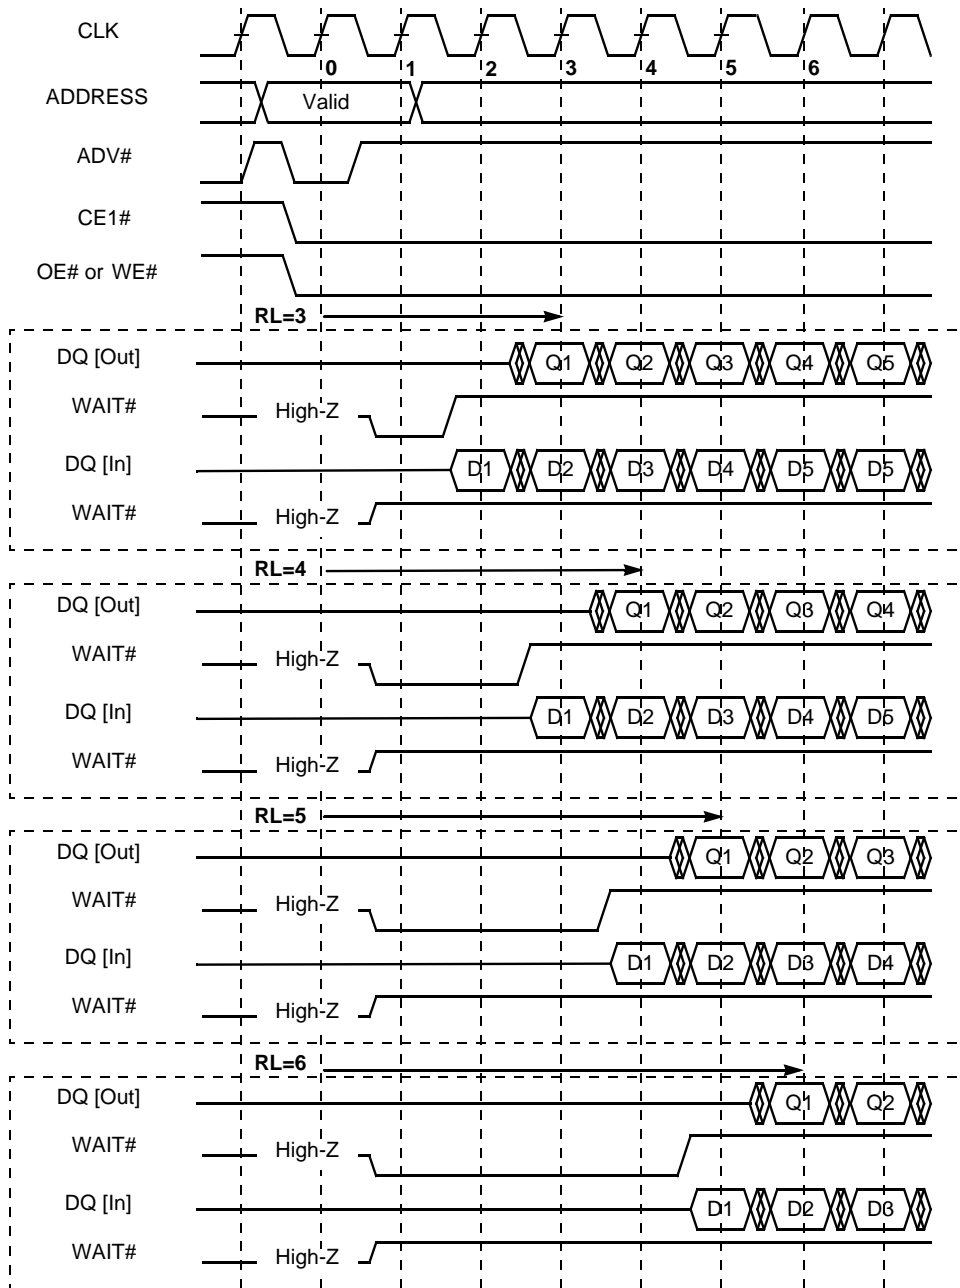 CLK
0 1 2 3 4 5 6
ADDRESS Valid
ADV#
CE1#
OE# or WE#
RL=3
DQ [Out] Q1 Q2 Q3 Q4 Q5
WAIT# High-Z
DQ [In] D1 D2 D3 D4 D5 D5
WAIT# High-Z
RL=4
DQ [Out] Q1 Q2 Q3 Q4
WAIT# High-Z
DQ [In] D1 D2 D3 D4 D5
WAIT# High-Z
RL=5
DQ [Out] Q1 Q2 Q3
WAIT# High-Z
DQ [In] D1 D2 D3 D4
WAIT# High-Z
RL=6
DQ [Out] Q1 Q2
WAIT# High-Z
DQ [In] D1 D2 D3
WAIT# High-Z